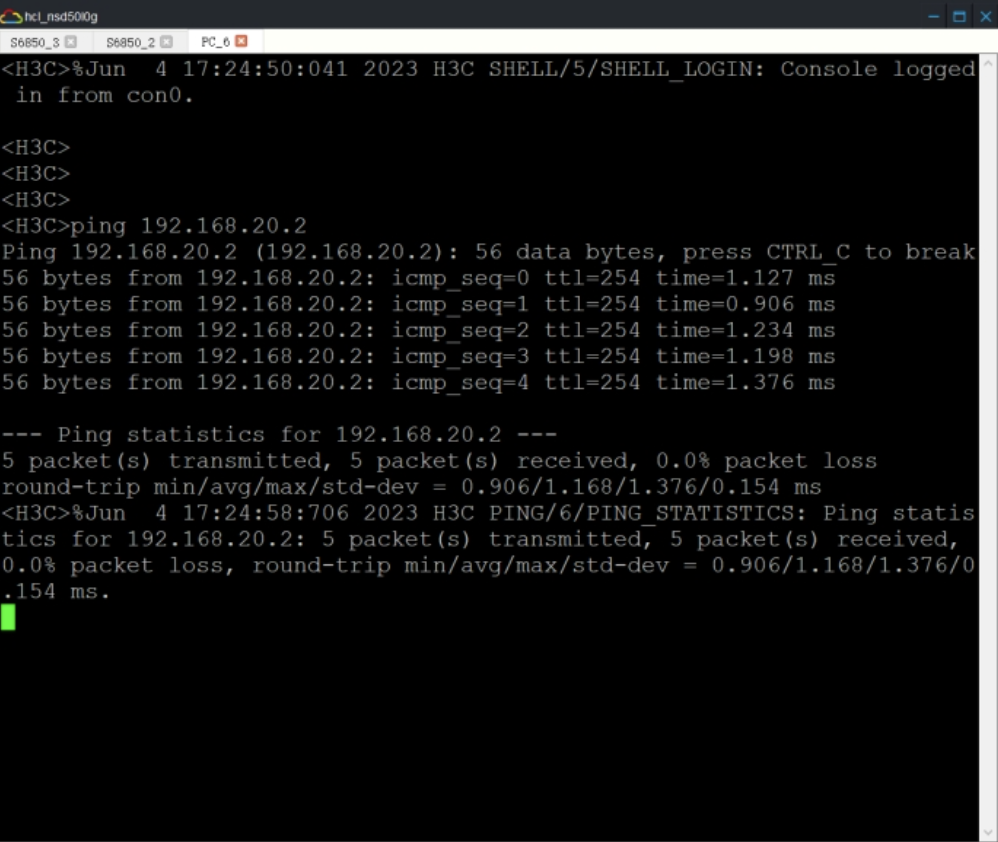 hcl_nsd50l0g
S6850_3 S6850_2 PC_6
<H3C>%Jun  4 17:24:50:041 2023 H3C SHELL/5/SHELL_LOGIN: Console logged
 in from con0.
<H3C>
<H3C>
<H3C>
<H3C>ping 192.168.20.2
Ping 192.168.20.2 (192.168.20.2): 56 data bytes, press CTRL_C to break
56 bytes from 192.168.20.2: icmp_seq=0 ttl=254 time=1.127 ms
56 bytes from 192.168.20.2: icmp_seq=1 ttl=254 time=0.906 ms
56 bytes from 192.168.20.2: icmp_seq=2 ttl=254 time=1.234 ms
56 bytes from 192.168.20.2: icmp_seq=3 ttl=254 time=1.198 ms
56 bytes from 192.168.20.2: icmp_seq=4 ttl=254 time=1.376 ms
--- Ping statistics for 192.168.20.2 ---
5 packet(s) transmitted, 5 packet(s) received, 0.0% packet loss
round-trip min/avg/max/std-dev = 0.906/1.168/1.376/0.154 ms
<H3C>%Jun  4 17:24:58:706 2023 H3C PING/6/PING_STATISTICS: Ping statis
tics for 192.168.20.2: 5 packet(s) transmitted, 5 packet(s) received,
0.0% packet loss, round-trip min/avg/max/std-dev = 0.906/1.168/1.376/0
.154 ms.